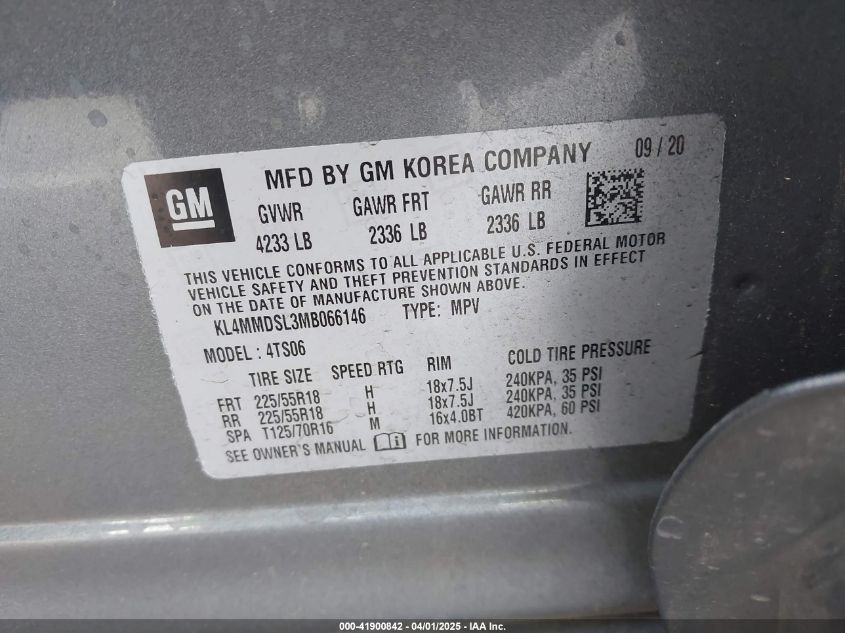 GM
MFD BY GM KOREA COMPANY 09 / 20
GVWR GAWR FRT GAWR RR
4233 LB 2336 LB 2336 LB
THIS VEHICLE CONFORMS TO ALL APPLICABLE U.S. FEDERAL MOTOR
VEHICLE SAFETY AND THEFT PREVENTION STANDARDS IN EFFECT
ON THE DATE OF MANUFACTURE SHOWN ABOVE.
KL4MMDSL3MB066146 TYPE: MPV
MODEL : 4TS06
TIRE SIZE SPEED RTG RIM COLD TIRE PRESSURE
FRT 225/55R18 H 18x7.5J 240KPA, 35 PSI
RR 225/55R18 H 18x7.5J 240KPA, 35 PSI
SPA T125/70R16 M 16x4.0BT 420KPA, 60 PSI
SEE OWNER'S MANUAL FOR MORE INFORMATION.
000-41900842 - 04/01/2025 - IAA Inc.